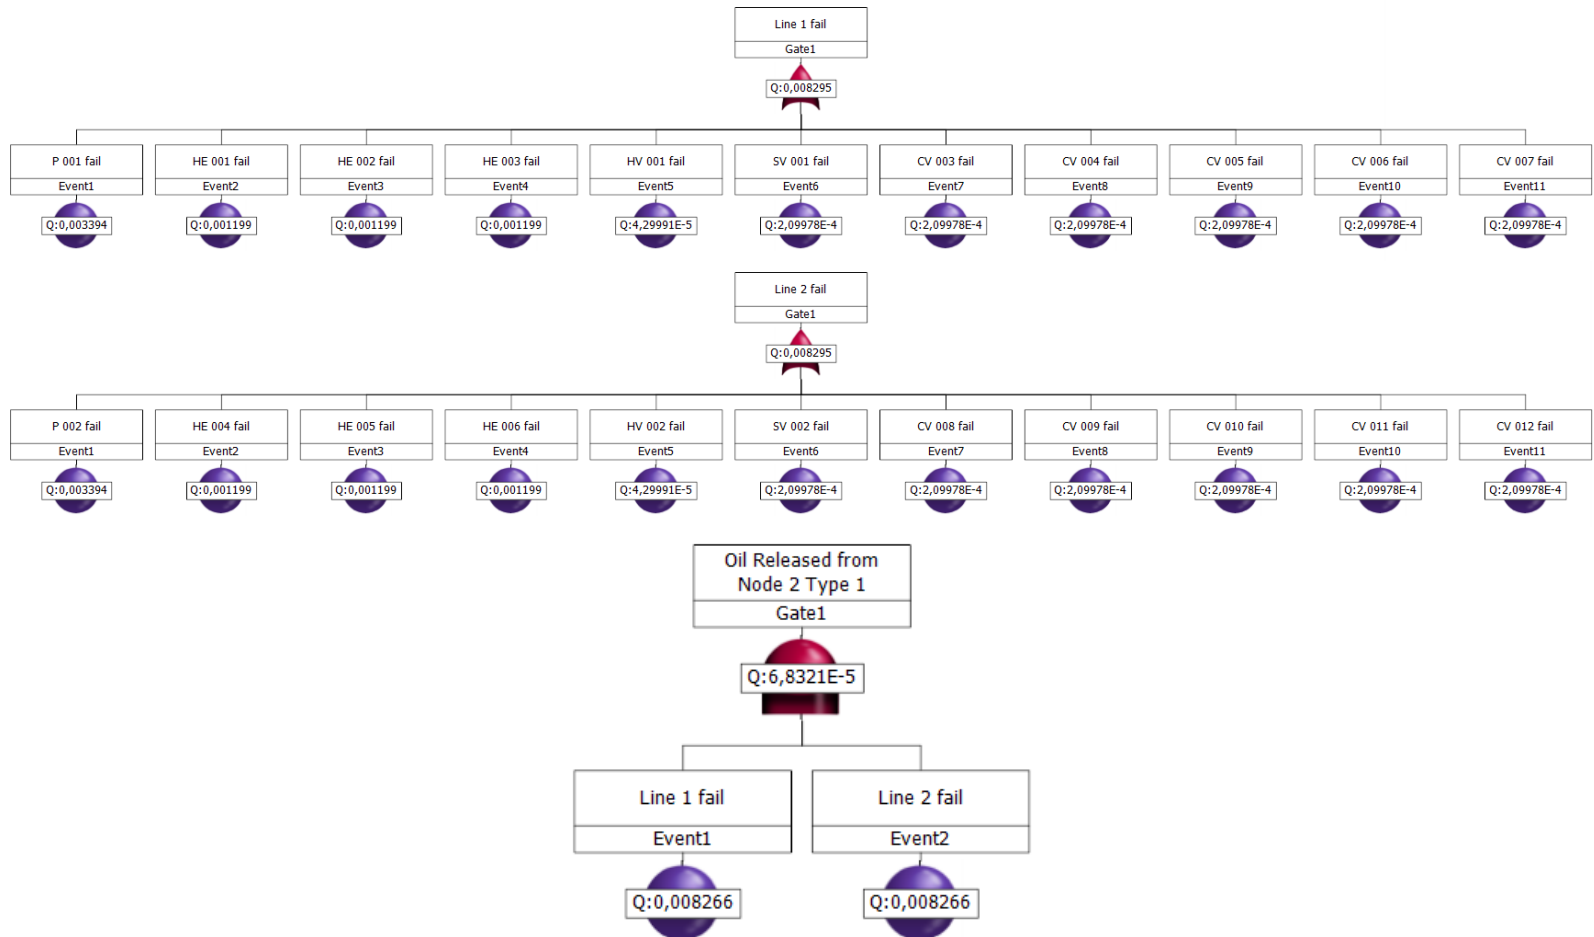 Line 1 fail
Gate1
Q:0,008295
P 001 fail HE 001 fail HE 002 fail HE 003 fail HV 001 fail SV 001 fail CV 003 fail CV 004 fail CV 005 fail CV 006 fail CV 007 fail
Event1 Event2 Event3 Event4 Event5 Event6 Event7 Event8 Event9 Event10 Event11
Q:0,003394 Q:0,001199 Q:0,001199 Q:0,001199 Q:4,29991E-5 Q:2,09978E-4 Q:2,09978E-4 Q:2,09978E-4 Q:2,09978E-4 Q:2,09978E-4 Q:2,09978E-4
Line 2 fail
Gate1
Q:0,008295
P 002 fail HE 004 fail HE 005 fail HE 006 fail HV 002 fail SV 002 fail CV 008 fail CV 009 fail CV 010 fail CV 011 fail CV 012 fail
Event1 Event2 Event3 Event4 Event5 Event6 Event7 Event8 Event9 Event10 Event11
Q:0,003394 Q:0,001199 Q:0,001199 Q:0,001199 Q:4,29991E-5 Q:2,09978E-4 Q:2,09978E-4 Q:2,09978E-4 Q:2,09978E-4 Q:2,09978E-4 Q:2,09978E-4
Oil Released from
Node 2 Type 1
Gate1
Q:6,8321E-5
Line 1 fail Line 2 fail
Event1 Event2
Q:0,008266 Q:0,008266